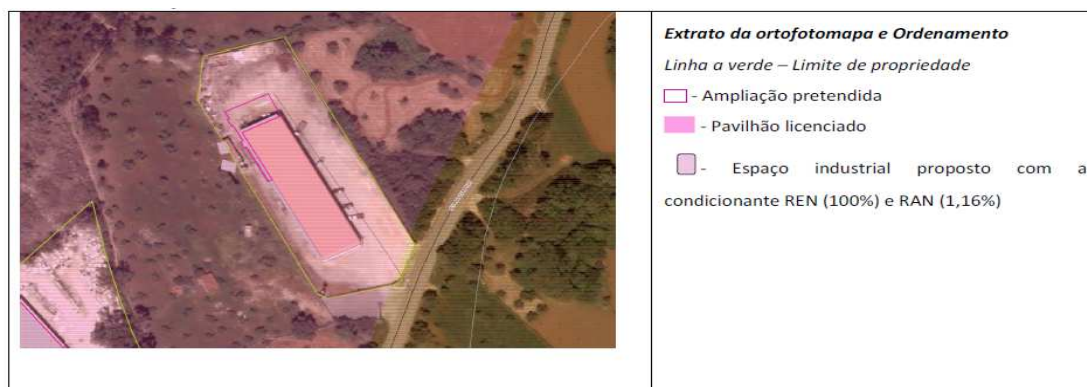 Extrato da ortofotomapa e Ordenamento
Linha a verde – Limite de propriedade
- Ampliação pretendida
- Pavilhão licenciado
- Espaço industrial proposto com a
condicionante REN (100%) e RAN (1,16%)